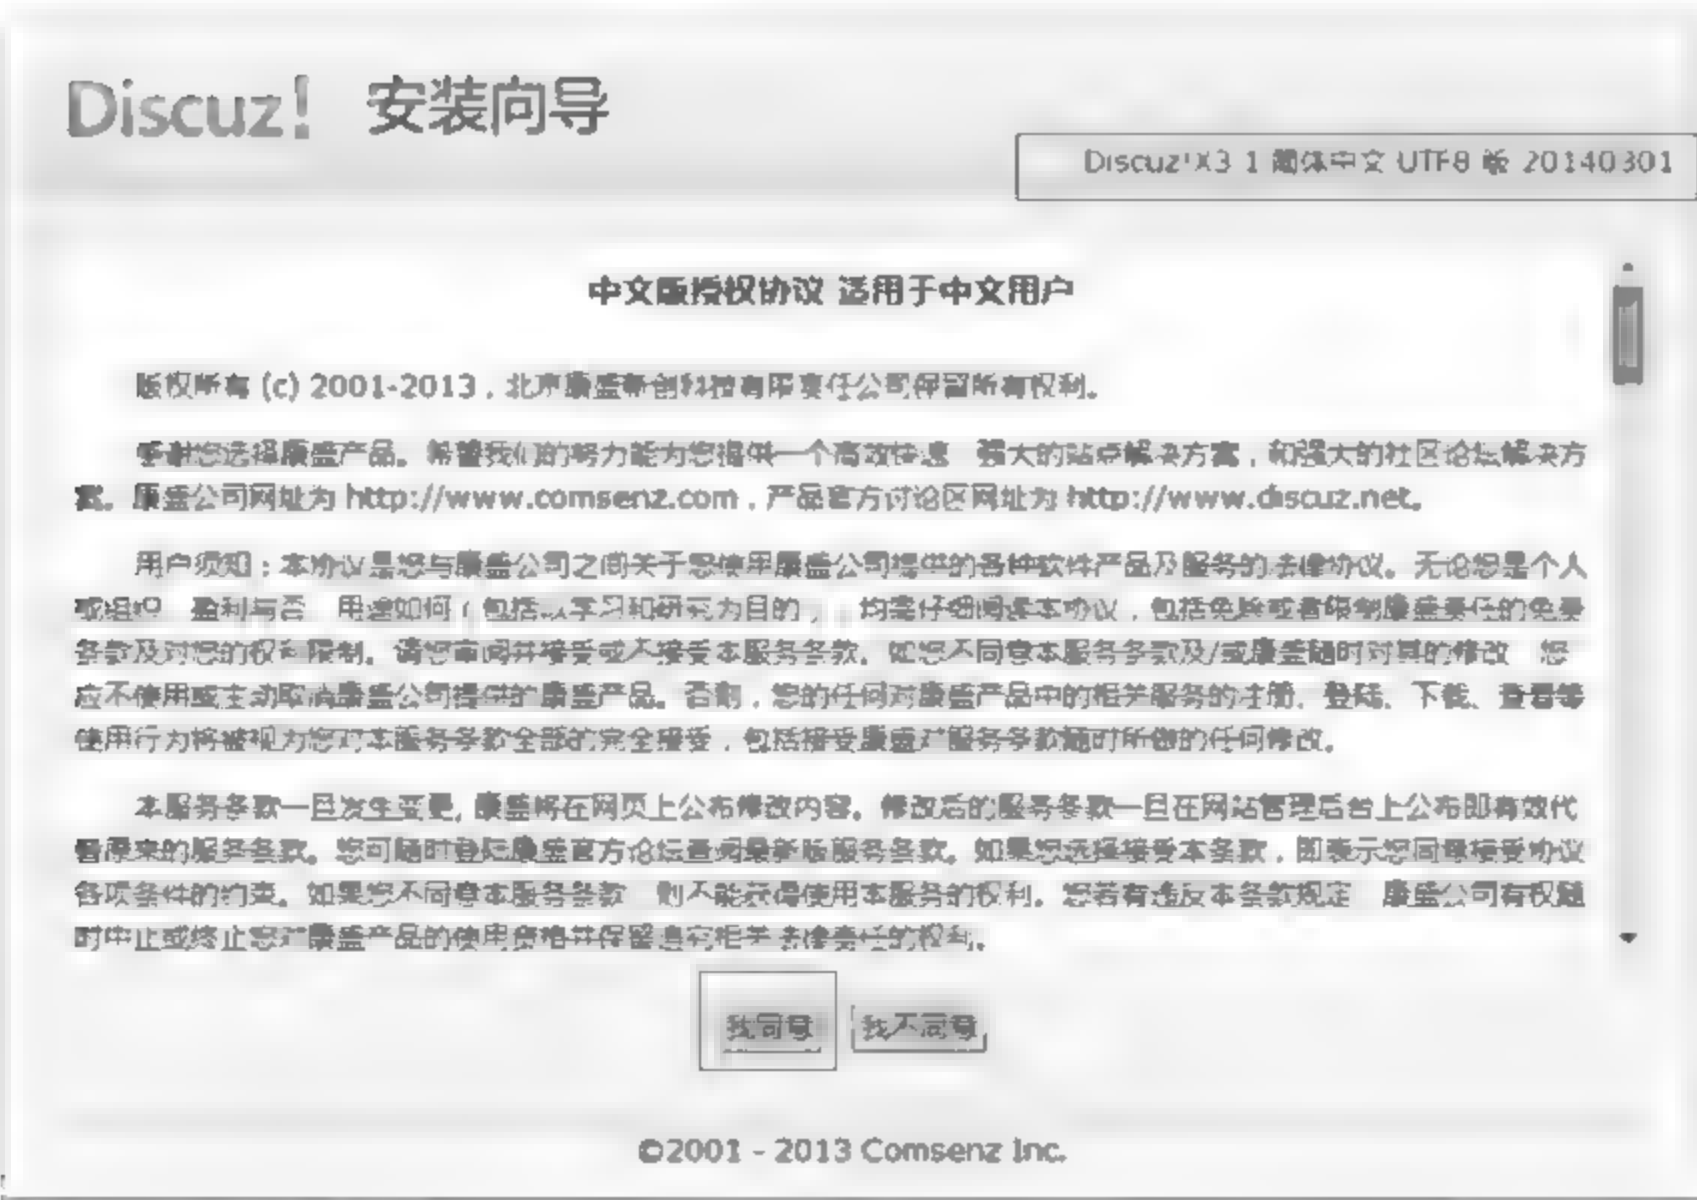 Discuz! 安装向导
Discuz!X3.1 简体中文 UTF8 版 20140301
中文版授权协议 适用于中文用户
版权所有 (c) 2001-2013，北京康盛新创科技有限责任公司保留所有权利。
感谢您选择康盛产品。希望我们的努力能为您提供一个高效快速、强大的站点解决方案，和强大的社区论坛解决方
案。康盛公司网址为 http://www.comsenz.com，产品官方讨论区网址为 http://www.discuz.net。
用户须知：本协议是您与康盛公司之间关于您使用康盛公司提供的各种软件产品及服务的法律协议。无论您是个人
或组织、盈利与否、用途如何（包括以学习和研究为目的），均需仔细阅读本协议，包括免除或者限制康盛责任的免责
条款及对您的权利限制。请您审阅并接受或不接受本服务条款。如您不同意本服务条款及/或康盛随时对其的修改，您
应不使用或主动取消康盛公司提供的康盛产品。否则，您的任何对康盛产品中的相关服务的注册、登陆、下载、查看等
使用行为将被视为您对本服务条款全部的完全接受，包括接受康盛对服务条款随时所做的任何修改。
本服务条款一旦发生变更, 康盛将在网页上公布修改内容。修改后的服务条款一旦在网站管理后台上公布即有效代
替原来的服务条款。您可随时登陆康盛官方论坛查阅最新版服务条款。如果您选择接受本条款，即表示您同意接受协议
各项条件的约束。如果您不同意本服务条款，则不能获得使用本服务的权利。您若有违反本条款规定，康盛公司有权随
时中止或终止您对康盛产品的使用资格并保留追究相关法律责任的权利。
我同意 我不同意
©2001 - 2013 Comsenz Inc.